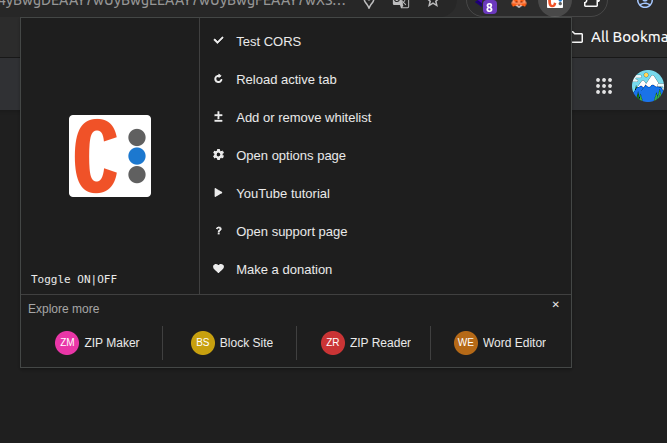 8
All Bookma
Test CORS
Reload active tab
Add or remove whitelist
Open options page
YouTube tutorial
Open support page
Make a donation
C
Toggle ON|OFF
Explore more
×
ZM ZIP Maker
BS Block Site
ZR ZIP Reader
WE Word Editor